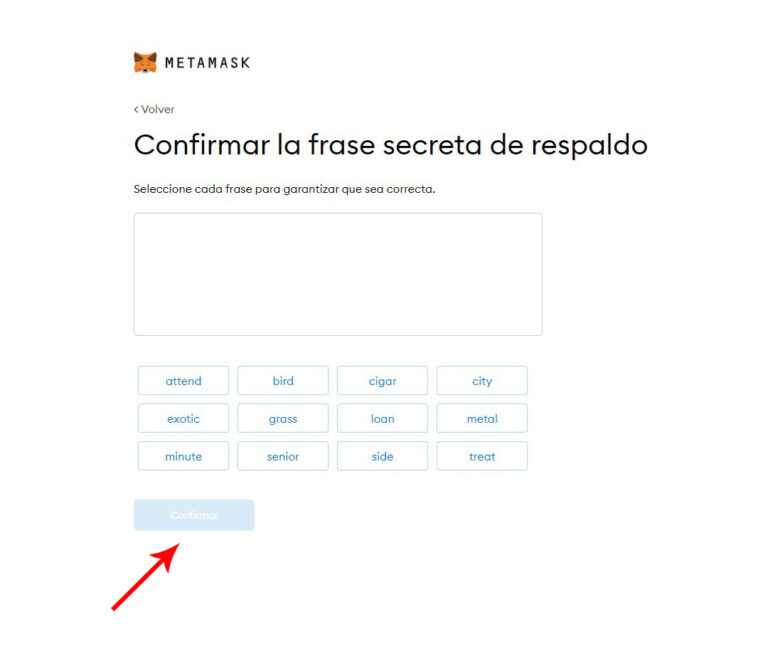 METAMASK
< Volver
Confirmar la frase secreta de respaldo
Seleccione cada frase para garantizar que sea correcta.
attend bird cigar city
exotic grass loan metal
minute senior side treat
Confirmar